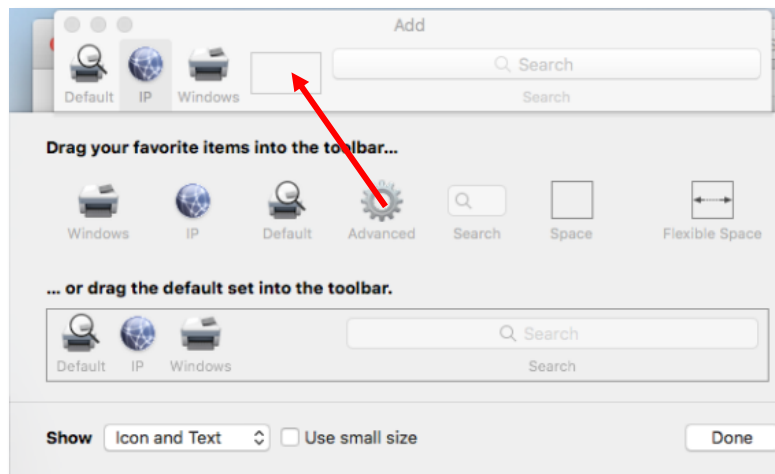 Add
Search
Default IP Windows Search
Drag your favorite items into the toolbar...
Windows IP Default Advanced Search Space Flexible Space
... or drag the default set into the toolbar.
Search
Default IP Windows Search
Show Icon and Text Use small size Done